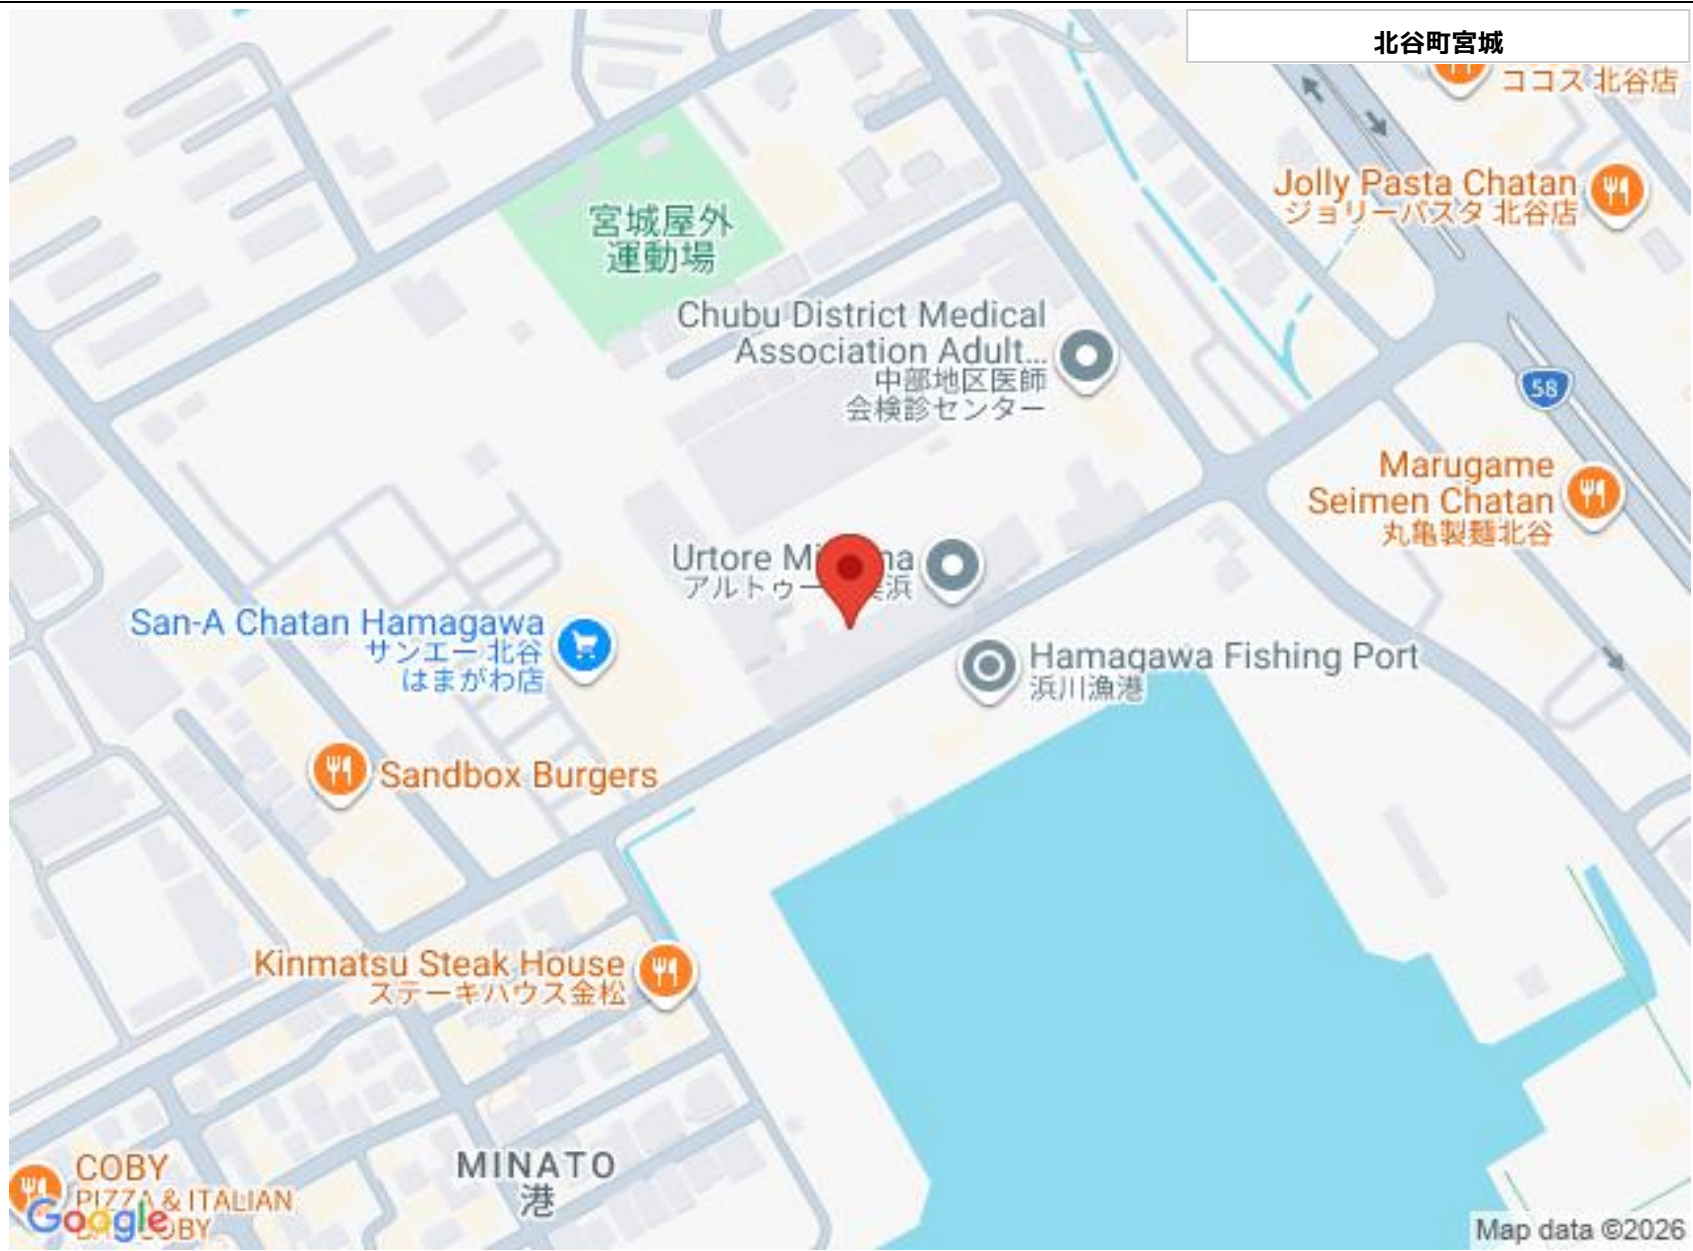 北谷町宮城
ココス 北谷店
Jolly Pasta Chatan
ジョリーパスタ 北谷店
宮城屋外
運動場
Chubu District Medical
Association Adult...
中部地区医師
会検診センター
58
Marugame
Seimen Chatan
丸亀製麺北谷
Urtore Mi na
アルトゥー 美浜
San-A Chatan Hamagawa
サンエー 北谷
はまがわ店
Hamagawa Fishing Port
浜川漁港
Sandbox Burgers
Kinmatsu Steak House
ステーキハウス金松
MINATO
港
COBY
PIZZA & ITALIAN
COBY
Google
Map data ©2026